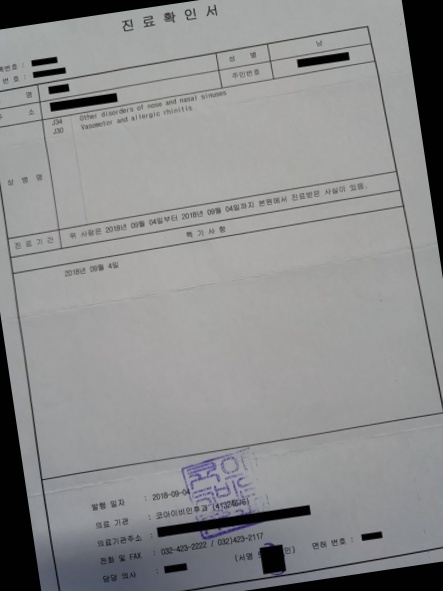 진료확인서
록번호 :
번 호 :
명
성 별 남
주 소
주민번호
상 병 명
J34 Other disorders of nose and nasal sinuses
J30 Vasomotor and allergic rhinitis
진 료 기 간 위 사람은 2018년 09월 04일부터 2018년 09월 04일까지 본원에서 진료받은 사실이 있음.
특 기 사 항
2018년 09월 4일
발행 일자 : 2018-09-04
의료 기관 : 코아이비인후과
의료기관주소 :
전화 및 FAX : 032-423-2222 / 032)423-2117
담당 의사 : (서명 인) 면허 번호 :